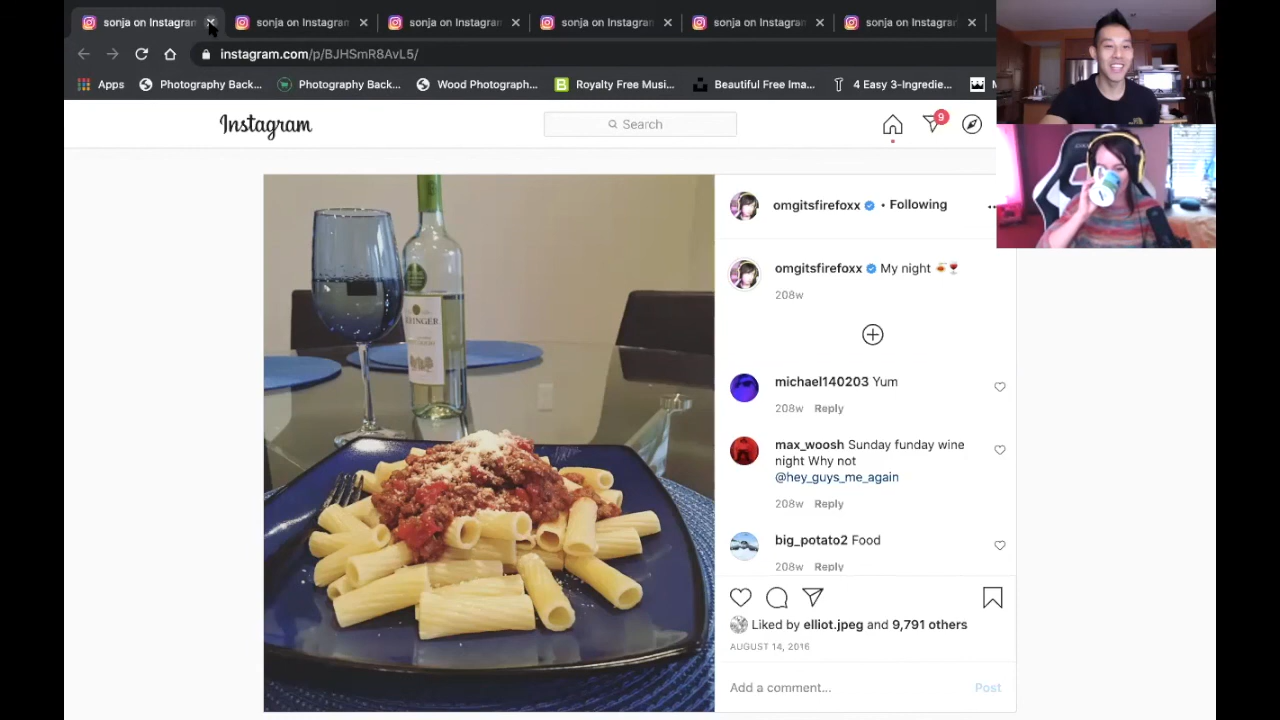 sonja on Instagram
sonja on Instagram
sonja on Instagram
sonja on Instagram
sonja on Instagram
sonja on Instagram
instagram.com/p/BJHSmR8AvL5/
Apps
Photography Back...
Photography Back...
Wood Photograph...
Royalty Free Musi...
Beautiful Free Ima...
4 Easy 3-Ingredie...
Instagram
Search
9
omgitsfirefoxx • Following
omgitsfirefoxx My night 🍝🍷
208w
michael140203 Yum
208w Reply
max_woosh Sunday funday wine
night Why not
@hey_guys_me_again
208w Reply
big_potato2 Food
208w Reply
Liked by elliot.jpeg and 9,791 others
AUGUST 14, 2016
Add a comment... Post